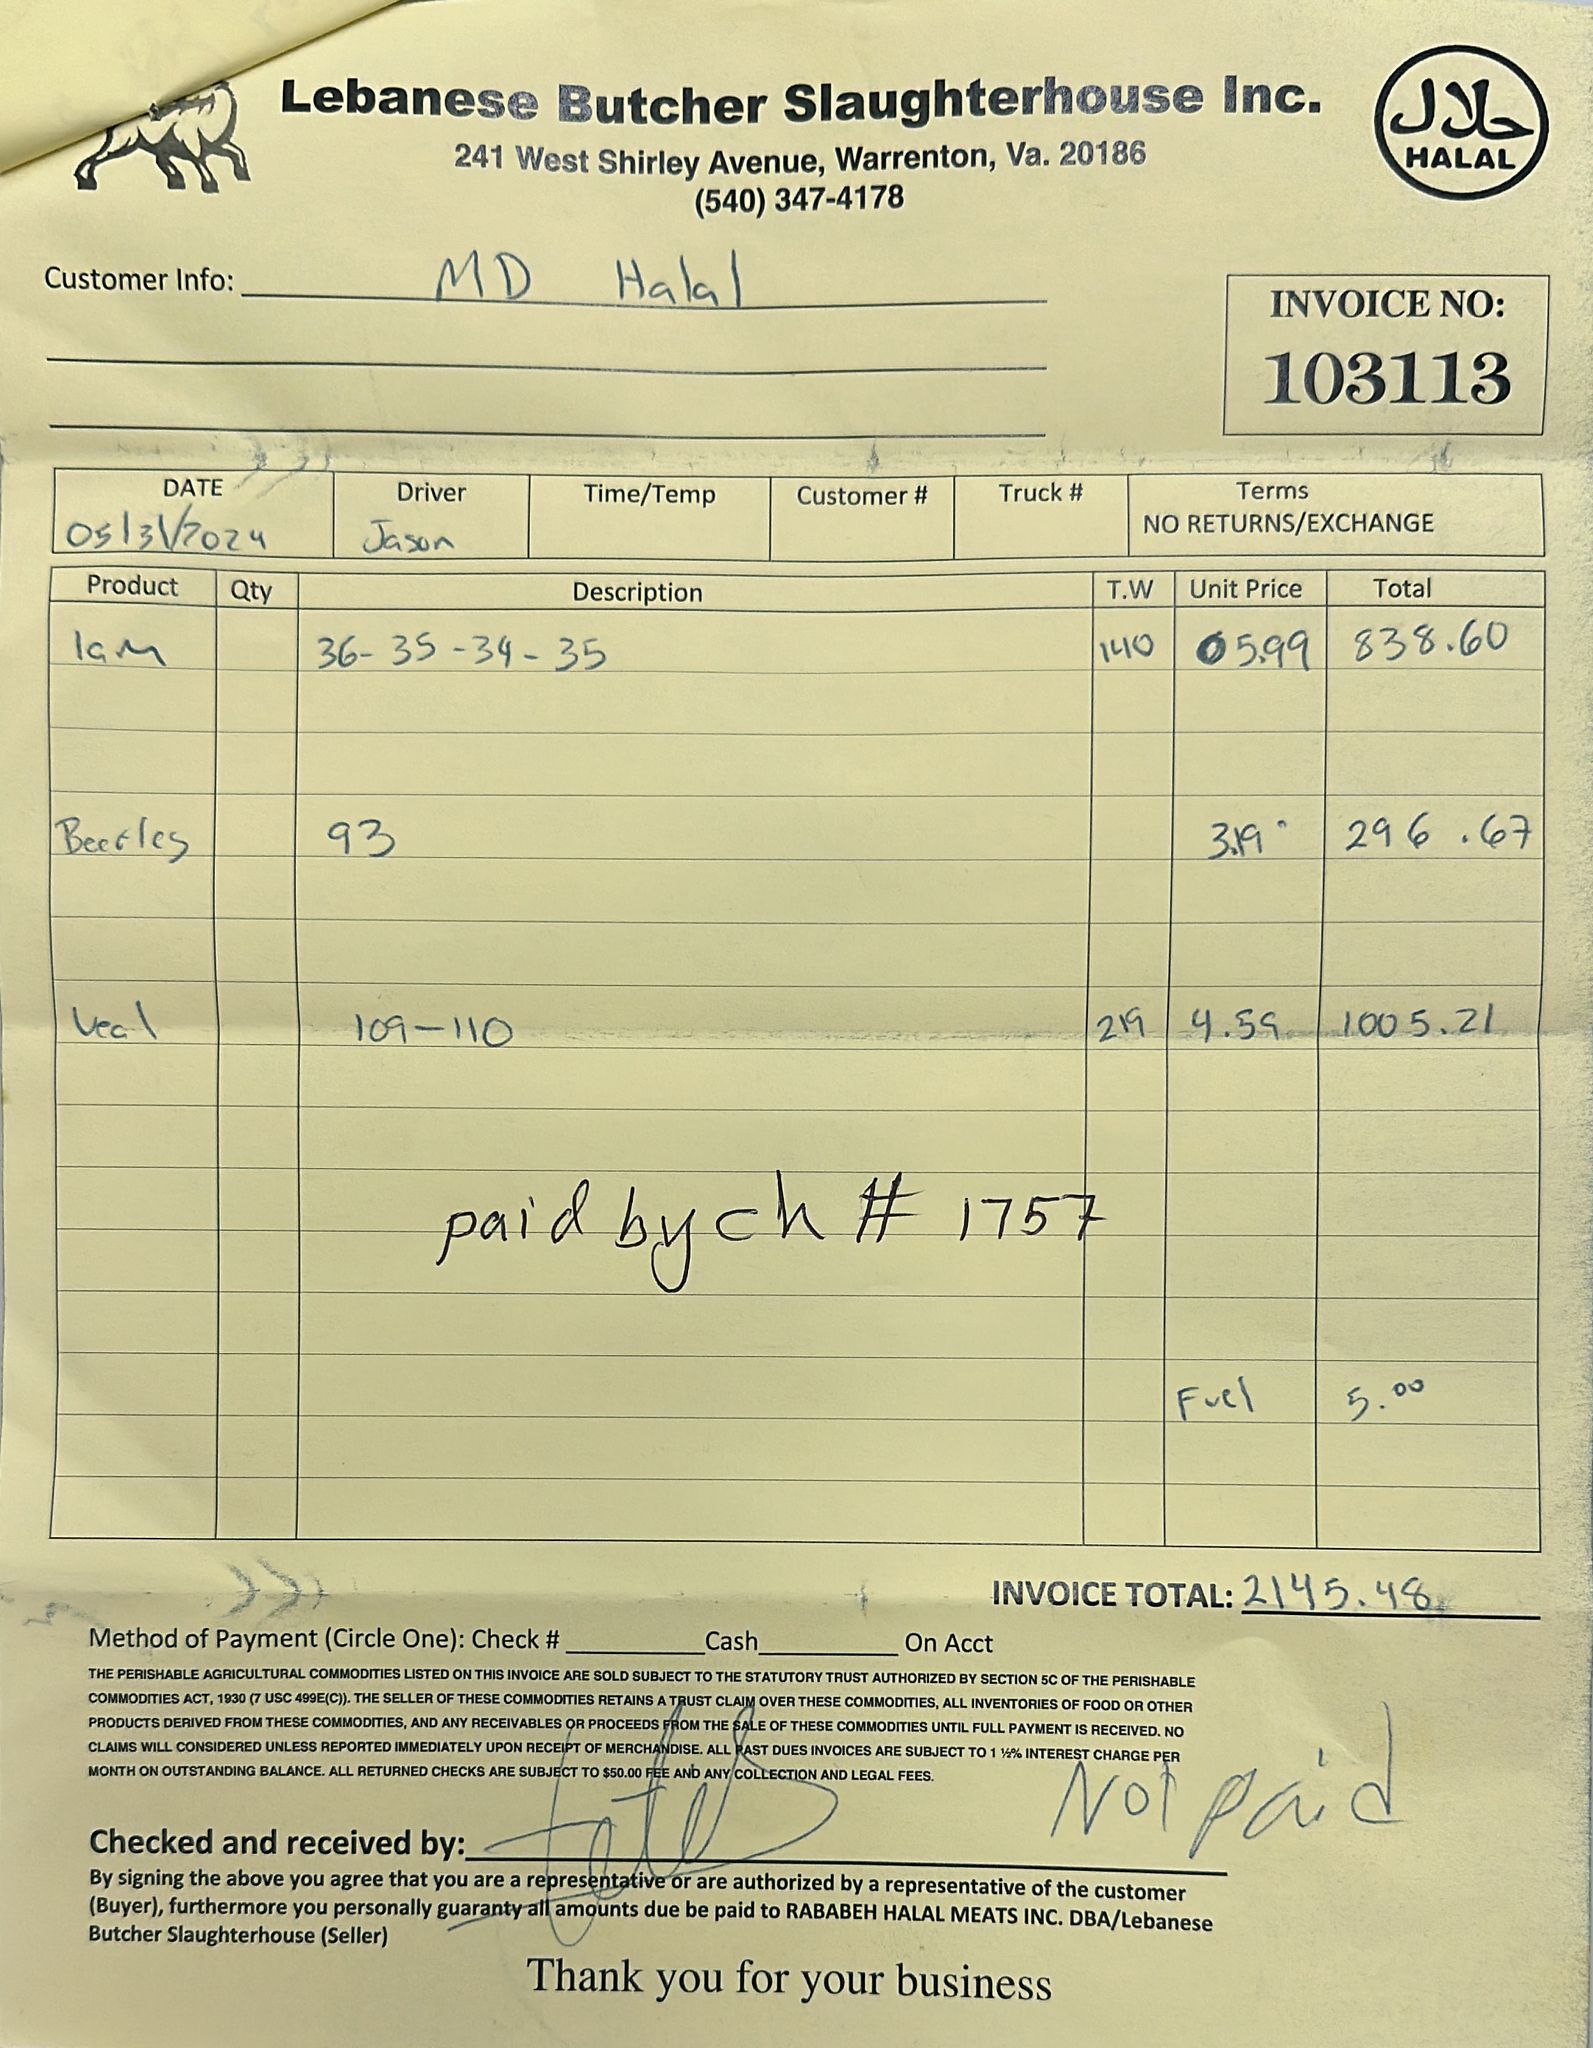 Lebanese Butcher Slaughterhouse Inc.
241 West Shirley Avenue, Warrenton, Va. 20186
(540) 347-4178
حلال
HALAL
Customer Info: MD Halal
INVOICE NO:
103113
DATE Driver Time/Temp Customer # Truck # Terms
05/31/2024 Jason NO RETURNS/EXCHANGE
Product Qty Description T.W Unit Price Total
lam 36-35-34-35 140 05.99 838.60
93 3.19 296.67
Veal 109-110 219 4.59 1005.21
paid by ch # 1757
Fuel 5.00
INVOICE TOTAL: 2145.48
Method of Payment (Circle One): Check # Cash On Acct
THE PERISHABLE AGRICULTURAL COMMODITIES LISTED ON THIS INVOICE ARE SOLD SUBJECT TO THE STATUTORY TRUST AUTHORIZED BY SECTION 5C OF THE PERISHABLE
COMMODITIES ACT, 1930 (7 USC 499E(C)). THE SELLER OF THESE COMMODITIES RETAINS A TRUST CLAIM OVER THESE COMMODITIES, ALL INVENTORIES OF FOOD OR OTHER
PRODUCTS DERIVED FROM THESE COMMODITIES, AND ANY RECEIVABLES OR PROCEEDS FROM THE SALE OF THESE COMMODITIES UNTIL FULL PAYMENT IS RECEIVED. NO
CLAIMS WILL CONSIDERED UNLESS REPORTED IMMEDIATELY UPON RECEIPT OF MERCHANDISE. ALL PAST DUES INVOICES ARE SUBJECT TO 1 ½% INTEREST CHARGE PER
MONTH ON OUTSTANDING BALANCE. ALL RETURNED CHECKS ARE SUBJECT TO $50.00 FEE AND ANY COLLECTION AND LEGAL FEES.
Not paid
Checked and received by:
By signing the above you agree that you are a representative or are authorized by a representative of the customer
(Buyer), furthermore you personally guaranty all amounts due be paid to RABABEH HALAL MEATS INC. DBA/Lebanese
Butcher Slaughterhouse (Seller)
Thank you for your business